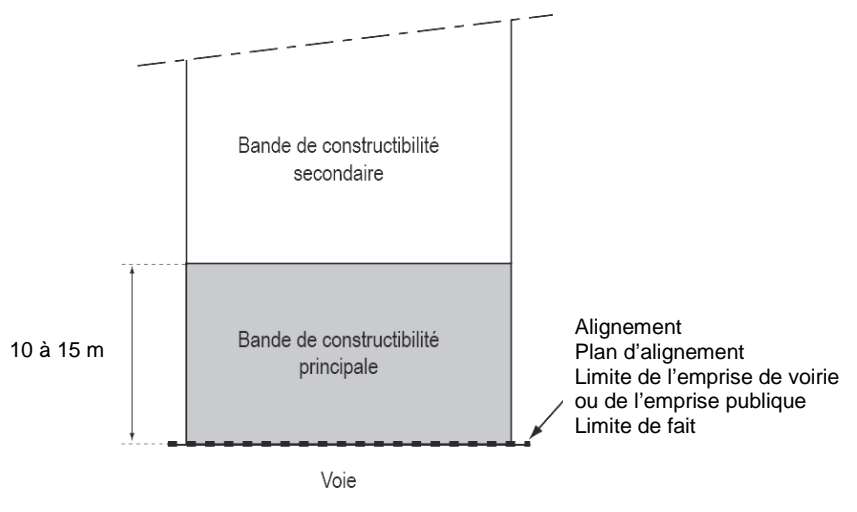 Bande de constructibilité
secondaire
10 à 15 m
Bande de constructibilité
principale
Alignement
Plan d’alignement
Limite de l’emprise de voirie
ou de l’emprise publique
Limite de fait
Voie